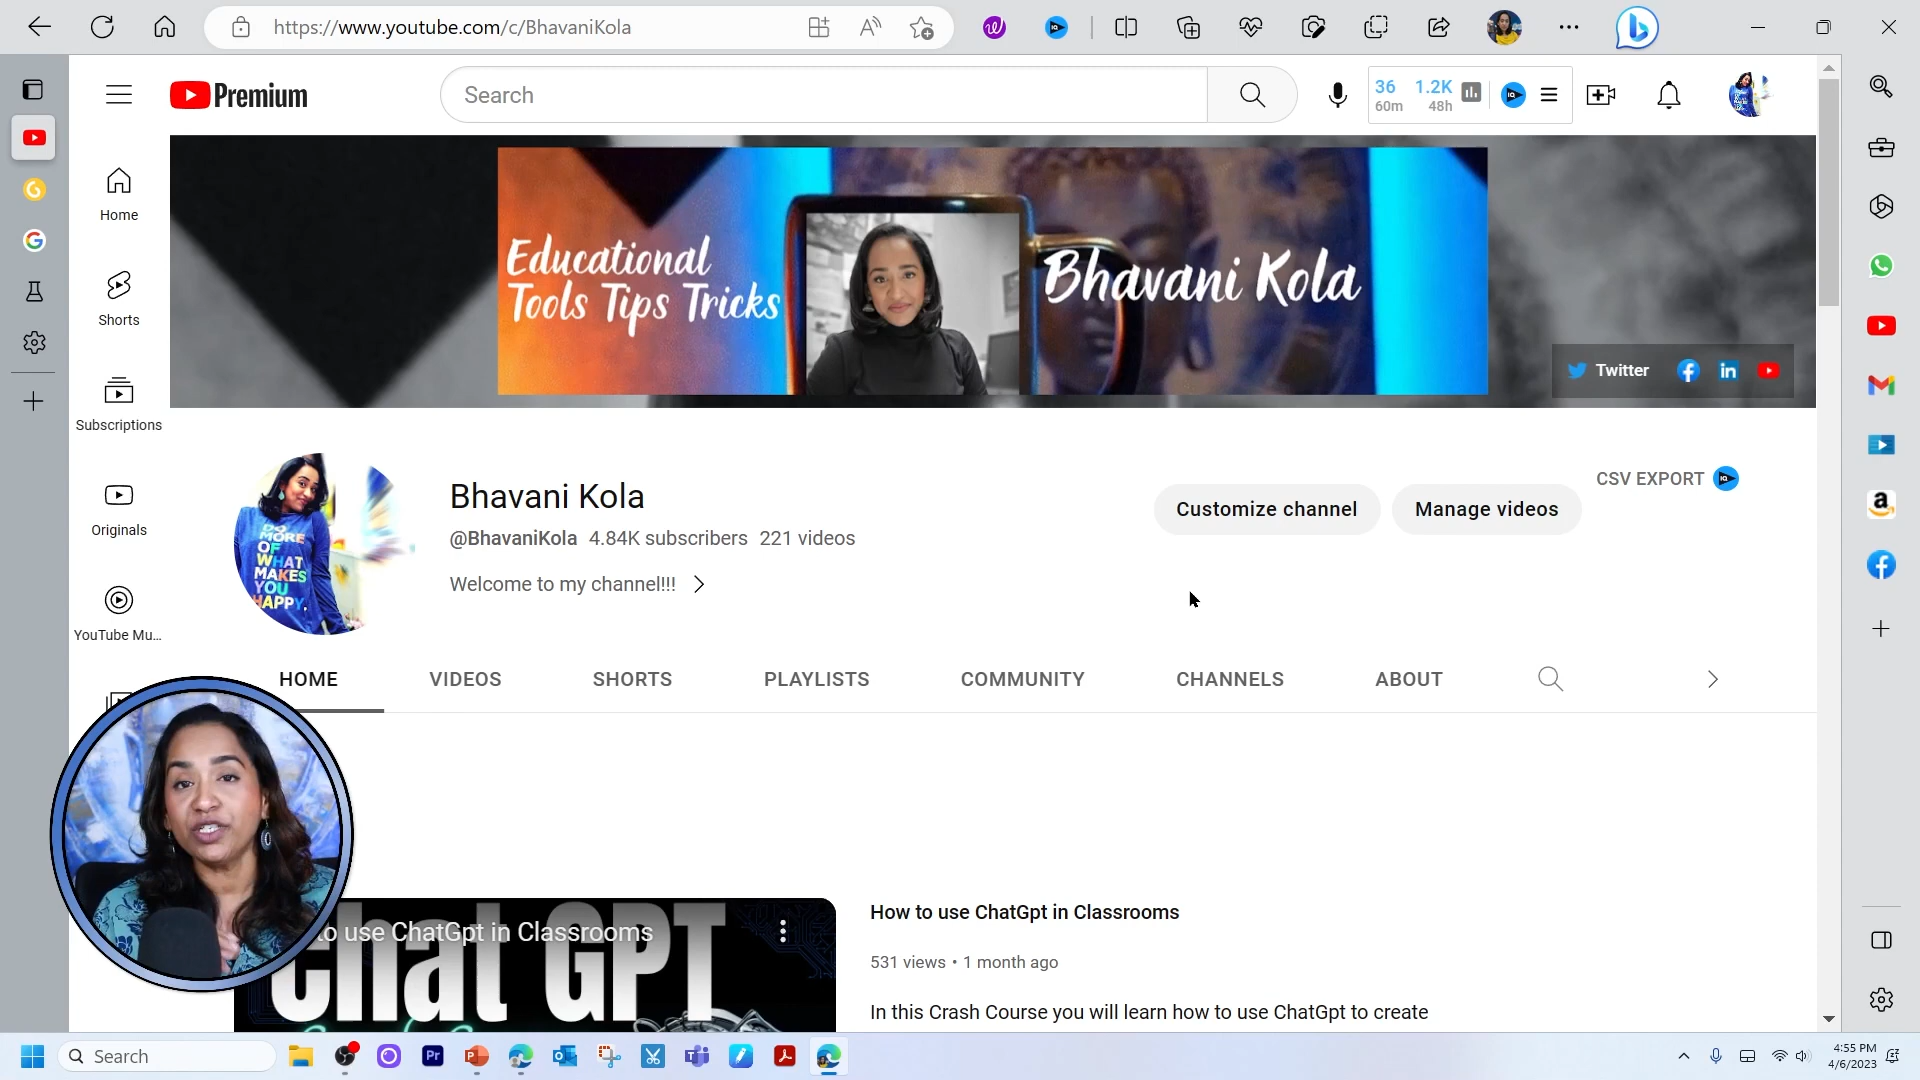 https://www.youtube.com/c/BhavaniKola
Premium
Search
36
60m
1.2K
48h
Home
Shorts
Subscriptions
Originals
YouTube Mu...
Educational
Tools Tips Tricks
Bhavani Kola
Twitter
DO
MORE
OF
WHAT
MAKES
YOU
HAPPY.
Bhavani Kola
@BhavaniKola 4.84K subscribers 221 videos
Welcome to my channel!!!
Customize channel
Manage videos
CSV EXPORT
HOME
VIDEOS
SHORTS
PLAYLISTS
COMMUNITY
CHANNELS
ABOUT
to use ChatGpt in Classrooms
Chat GPT
How to use ChatGpt in Classrooms
531 views • 1 month ago
In this Crash Course you will learn how to use ChatGpt to create
Search
4:55 PM
4/6/2023